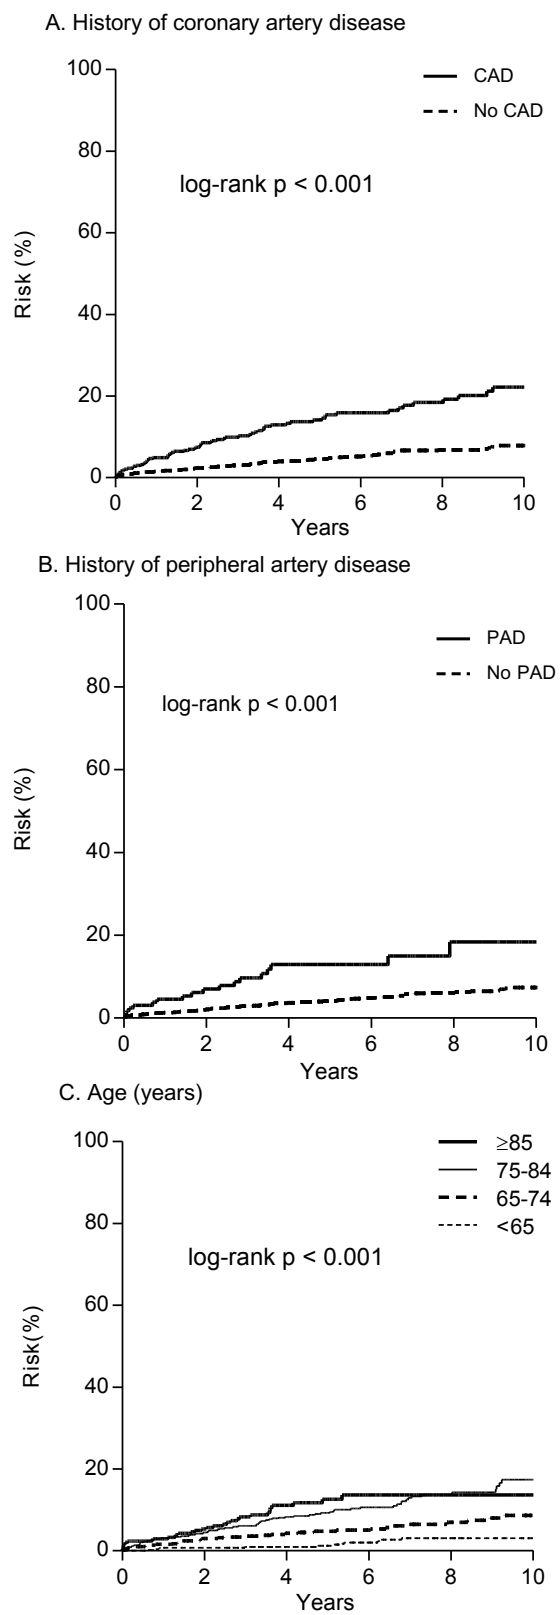 A. History of coronary artery disease
100
CAD
No CAD
80
log-rank p < 0.001
60
Risk (%)
40
20
0
0 2 4 6 8 10
Years
B. History of peripheral artery disease
100
PAD
No PAD
80
log-rank p < 0.001
60
Risk (%)
40
20
0
0 2 4 6 8 10
Years
C. Age (years)
100
≥85
75-84
65-74
<65
80
log-rank p < 0.001
60
Risk(%)
40
20
0
0 2 4 6 8 10
Years